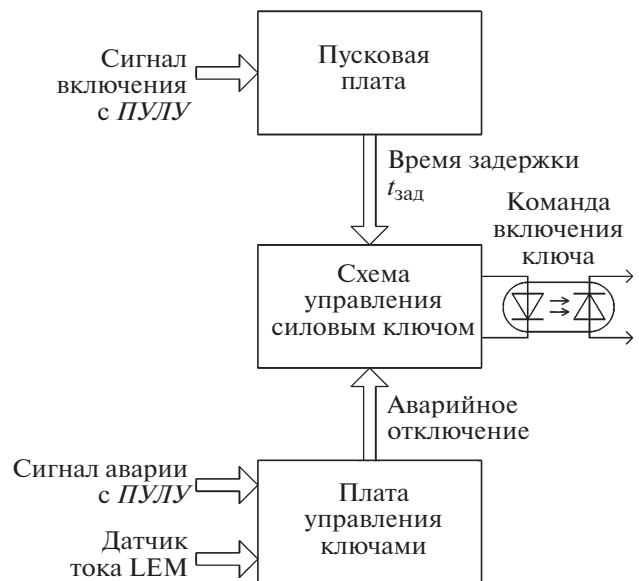 Сигнал
включения
с ПУЛУ
Пусковая
плата
Время задержки
tзад
Команда
включения
ключа
Схема
управления
силовым ключом
Аварийное
отключение
Сигнал аварии
с ПУЛУ
Датчик
тока LEM
Плата
управления
ключами